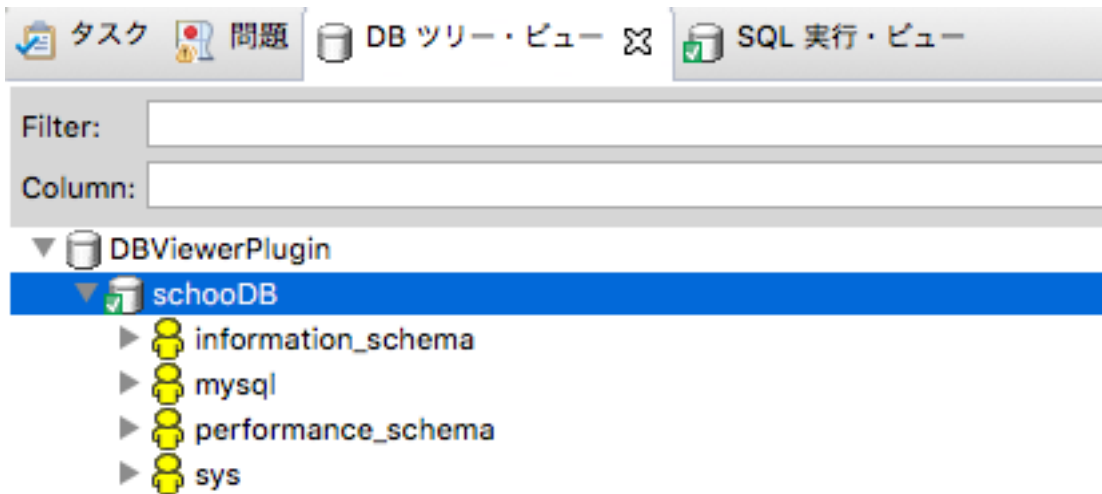 タスク 問題 DB ツリー・ビュー SQL 実行・ビュー
Filter:
Column:
DBViewerPlugin
schooDB
information_schema
mysql
performance_schema
sys